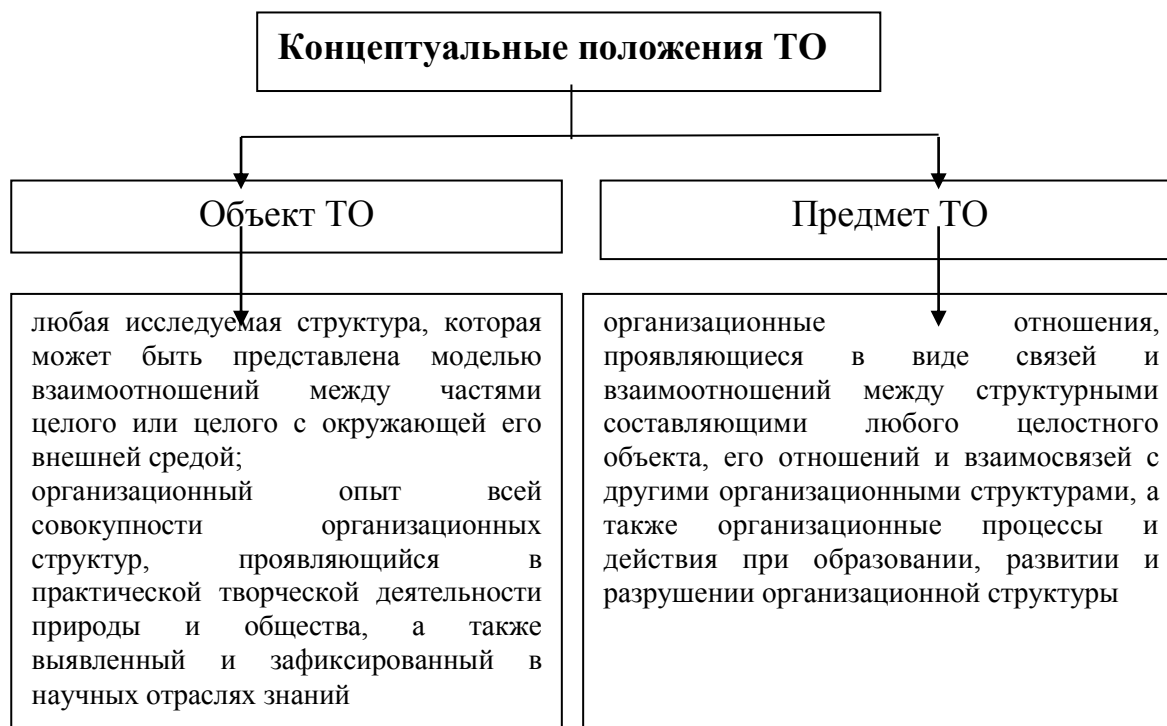 Концептуальные положения ТО
Объект ТО
Предмет ТО
любая исследуемая структура, которая
может быть представлена моделью
взаимоотношений между частями
целого или целого с окружающей его
внешней средой;
организационный опыт всей
совокупности организационных
структур, проявляющийся в
практической творческой деятельности
природы и общества, а также
выявленный и зафиксированный в
научных отраслях знаний
организационные отношения,
проявляющиеся в виде связей и
взаимоотношений между структурными
составляющими любого целостного
объекта, его отношений и взаимосвязей с
другими организационными структурами, а
также организационные процессы и
действия при образовании, развитии и
разрушении организационной структуры